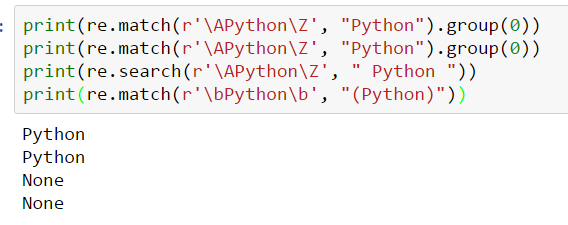 : print(re.match(r'\APython\Z', "Python").group(0))
print(re.match(r'\APython\Z', "Python").group(0))
print(re.search(r'\APython\Z', " Python "))
print(re.match(r'\bPython\b', "(Python)"))
Python
Python
None
None